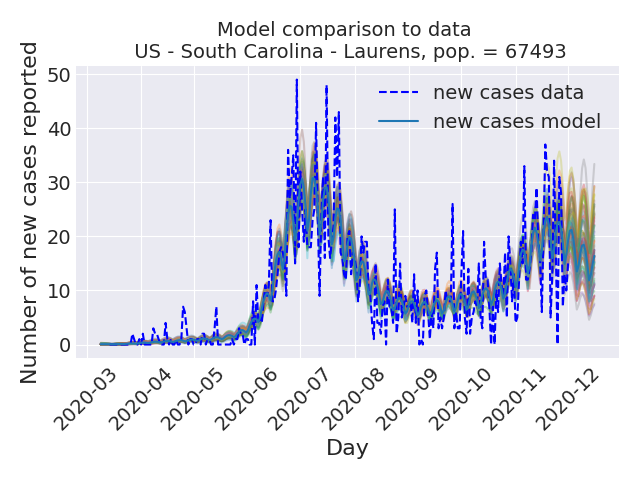 Model comparison to data
US - South Carolina - Laurens, pop. = 67493
Number of new cases reported
50
40
30
20
10
0
new cases data
new cases model
2020-03
2020-04
2020-05
2020-06
2020-07
2020-08
2020-09
2020-10
2020-11
2020-12
Day